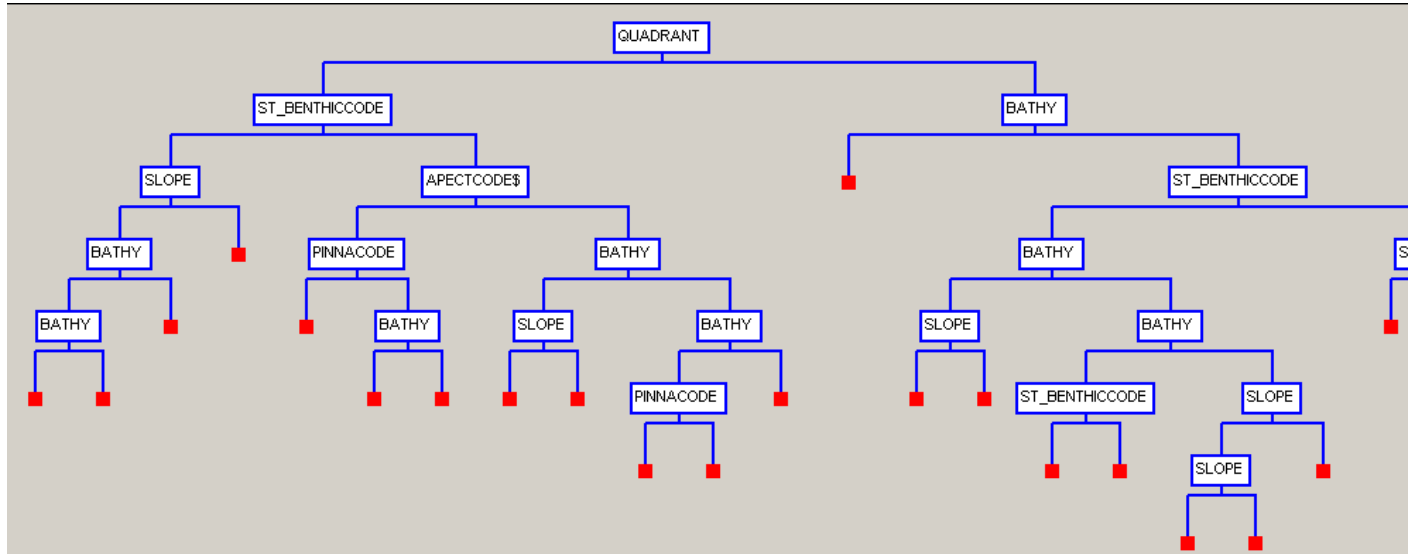 QUADRANT
ST_BENTHICCODE
BATHY
SLOPE
APECTCODE$
ST_BENTHICCODE
BATHY
PINNACODE
BATHY
BATHY
S
BATHY
BATHY
SLOPE
BATHY
SLOPE
BATHY
PINNACODE
ST_BENTHICCODE
SLOPE
SLOPE